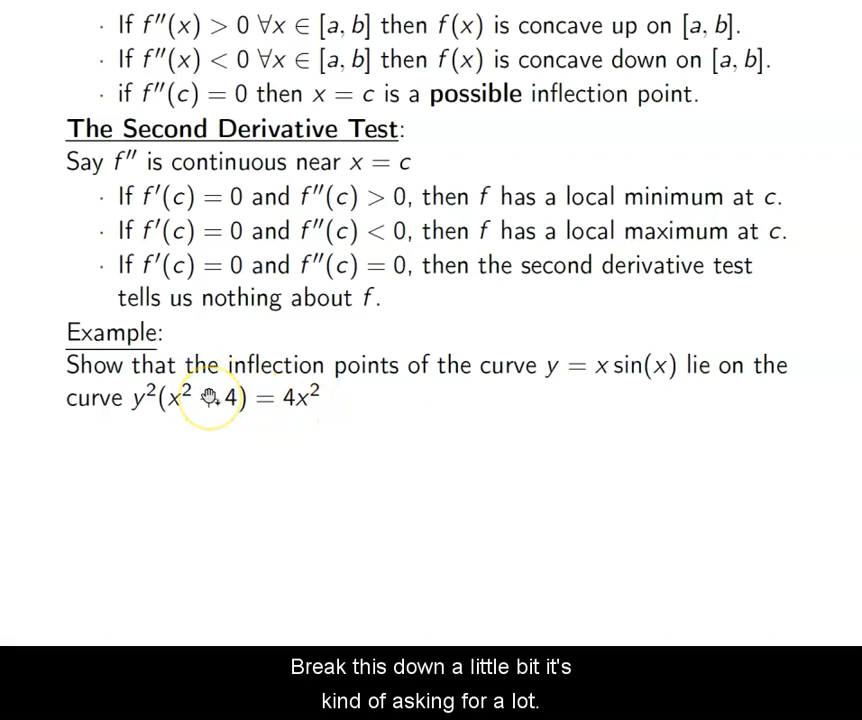 · If f″(x) > 0 ∀x ∈ [a, b] then f(x) is concave up on [a, b].
· If f″(x) < 0 ∀x ∈ [a, b] then f(x) is concave down on [a, b].
· if f″(c) = 0 then x = c is a possible inflection point.
The Second Derivative Test:
Say f″ is continuous near x = c
· If f′(c) = 0 and f″(c) > 0, then f has a local minimum at c.
· If f′(c) = 0 and f″(c) < 0, then f has a local maximum at c.
· If f′(c) = 0 and f″(c) = 0, then the second derivative test
tells us nothing about f.
Example:
Show that the inflection points of the curve y = x sin(x) lie on the
curve y²(x² 4) = 4x²
Break this down a little bit it's
kind of asking for a lot.